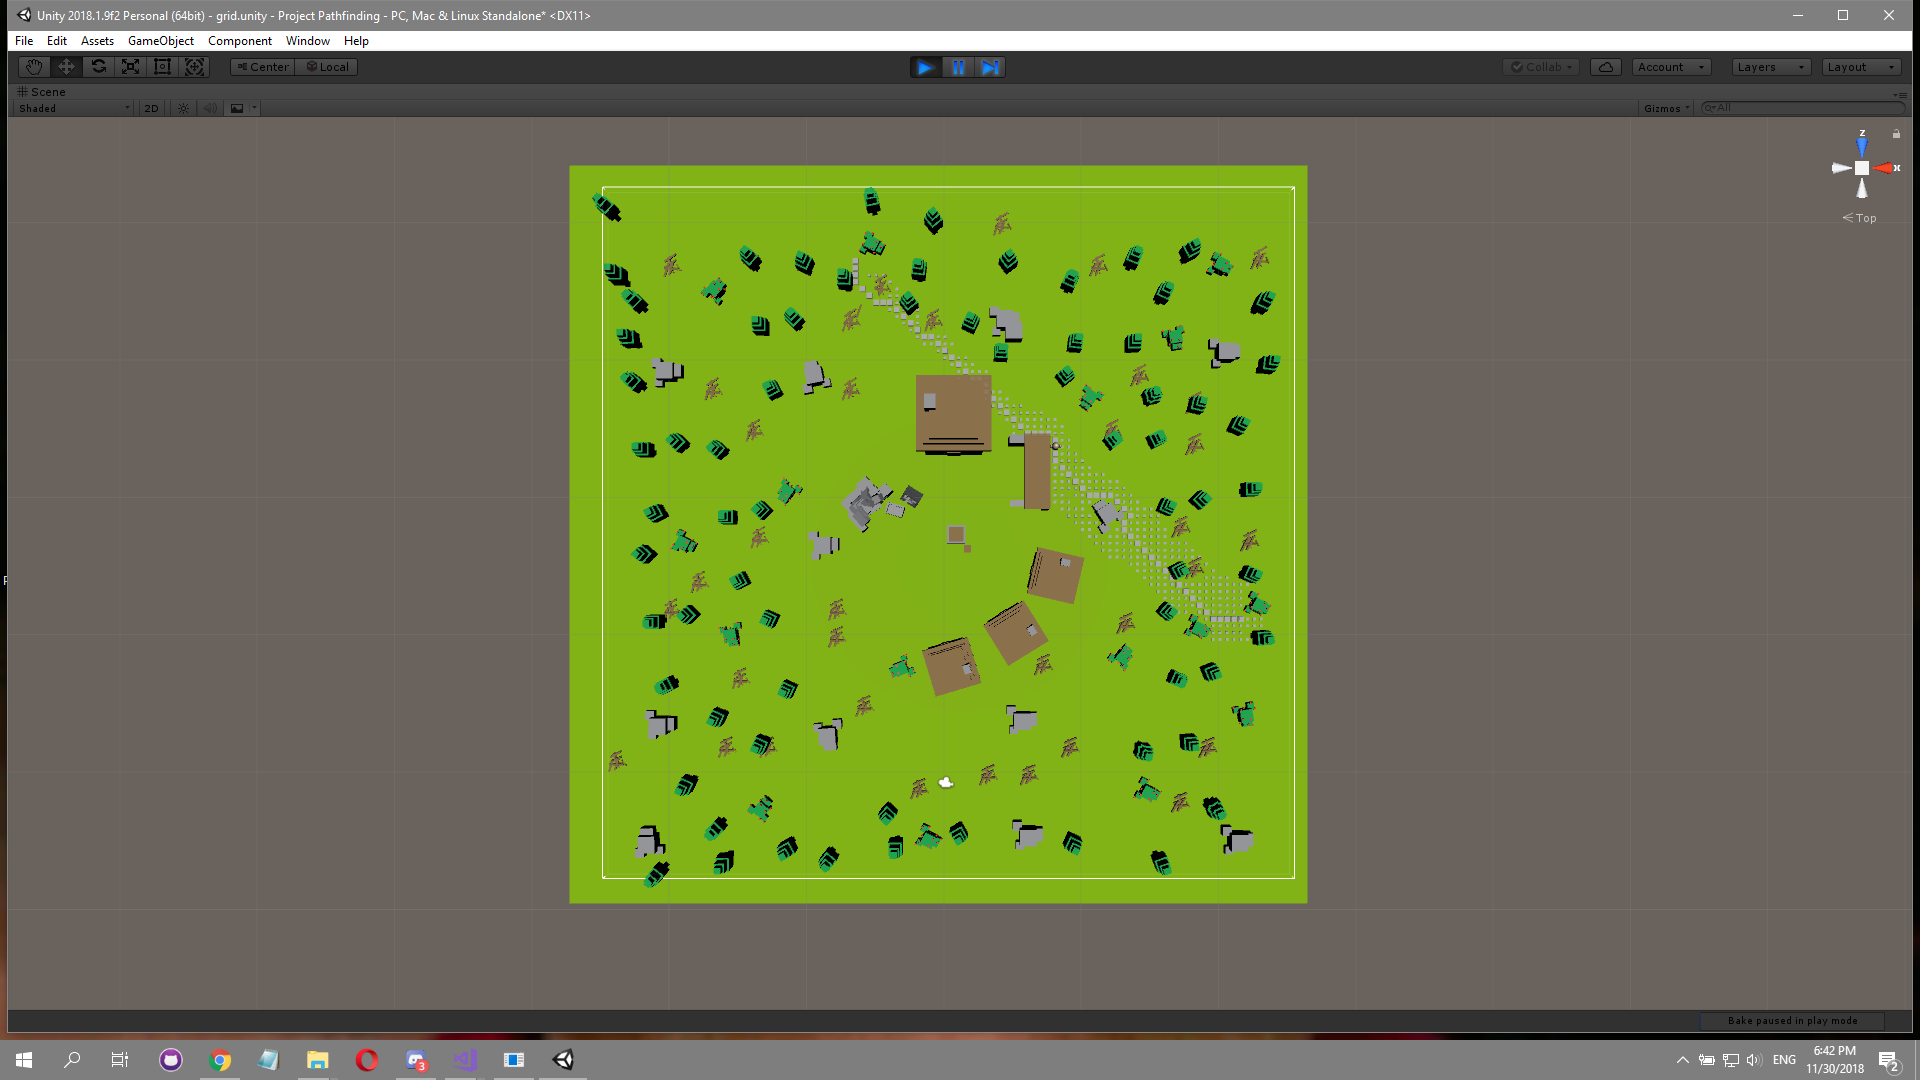 Unity 2018.1.9f2 Personal (64bit) - grid.unity - Project Pathfinding - PC, Mac & Linux Standalone* <DX11>
File Edit Assets GameObject Component Window Help
Center Local
Collab Account Layers Layout
Scene
Shaded 2D Gizmos All
z
x
Top
Bake paused in play mode
3
ENG
6:42 PM
11/30/2018
2